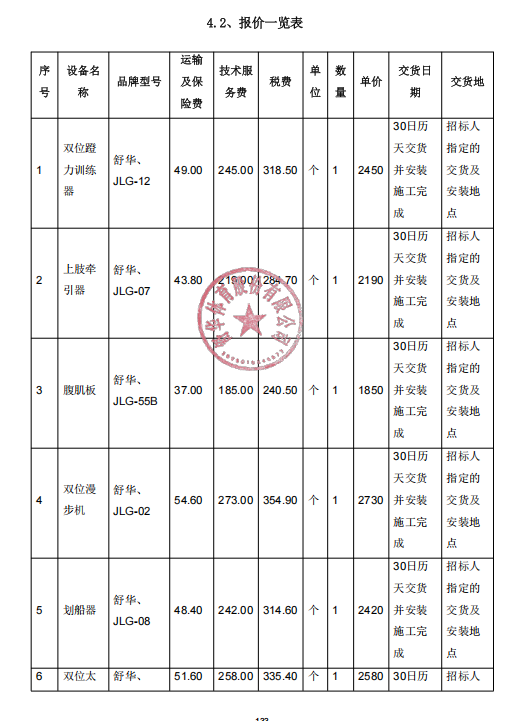 4.2、报价一览表
序号 设备名称 品牌型号 运输及保险费 技术服务费 税费 单位 数量 单价 交货日期 交货地
1 双位蹬力训练器 舒华、JLG-12 49.00 245.00 318.50 个 1 2450 30日历天交货并安装施工完成 招标人指定的交货及安装地点
2 上肢牵引器 舒华、JLG-07 43.80 219.00 284.70 个 1 2190 30日历天交货并安装施工完成 招标人指定的交货及安装地点
3 腹肌板 舒华、JLG-55B 37.00 185.00 240.50 个 1 1850 30日历天交货并安装施工完成 招标人指定的交货及安装地点
4 双位漫步机 舒华、JLG-02 54.60 273.00 354.90 个 1 2730 30日历天交货并安装施工完成 招标人指定的交货及安装地点
5 划船器 舒华、JLG-08 48.40 242.00 314.60 个 1 2420 30日历天交货并安装施工完成 招标人指定的交货及安装地点
6 双位太 舒华、 51.60 258.00 335.40 个 1 2580 30日历 招标人
舒华体育股份有限公司